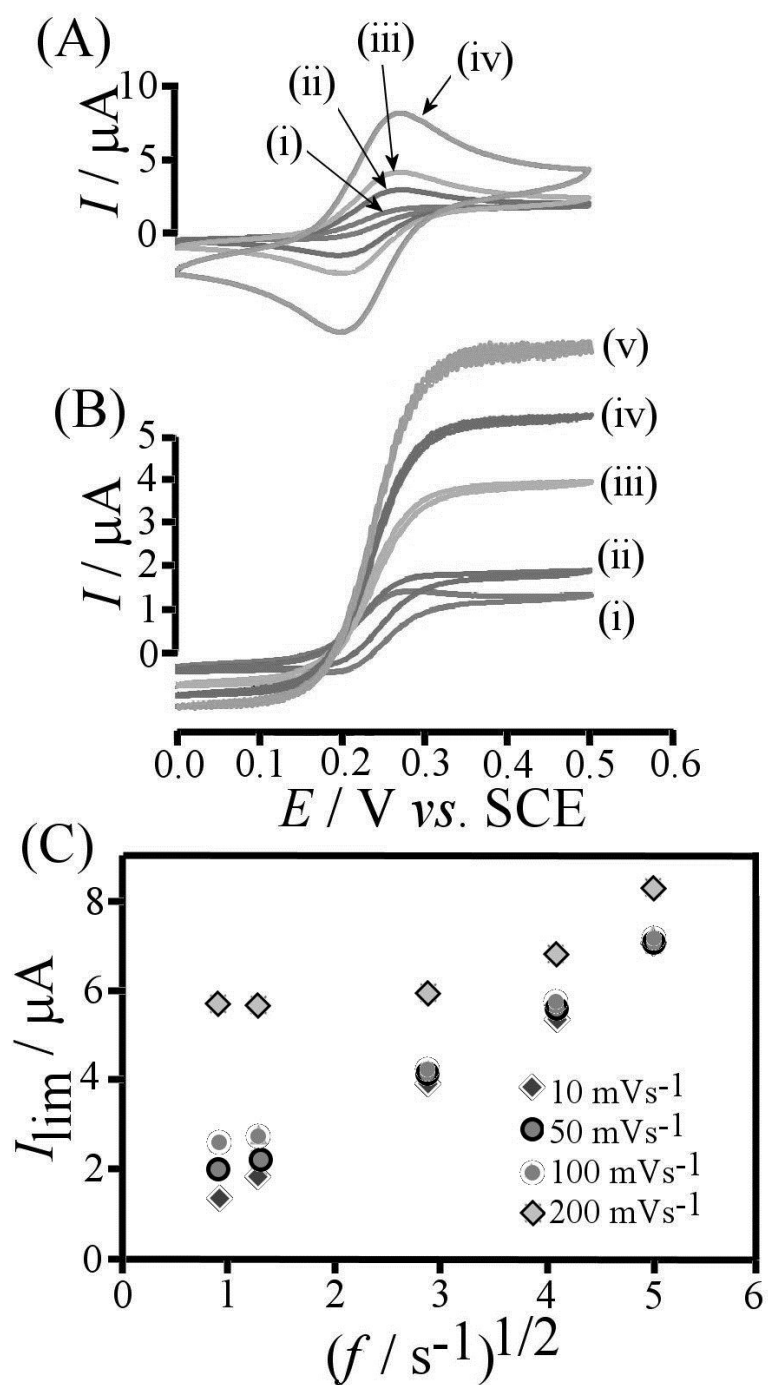 (A)
(iii)
(ii)
(iv)
(i)
10
5
0
I / μA
(B)
(v)
(iv)
(iii)
(ii)
(i)
5
4
3
2
1
0
I / μA
0.0 0.1 0.2 0.3 0.4 0.5 0.6
E / V vs. SCE
(C)
8
6
4
2
0
Ilim / μA
10 mVs-1
50 mVs-1
100 mVs-1
200 mVs-1
0 1 2 3 4 5 6
(f / s-1)1/2